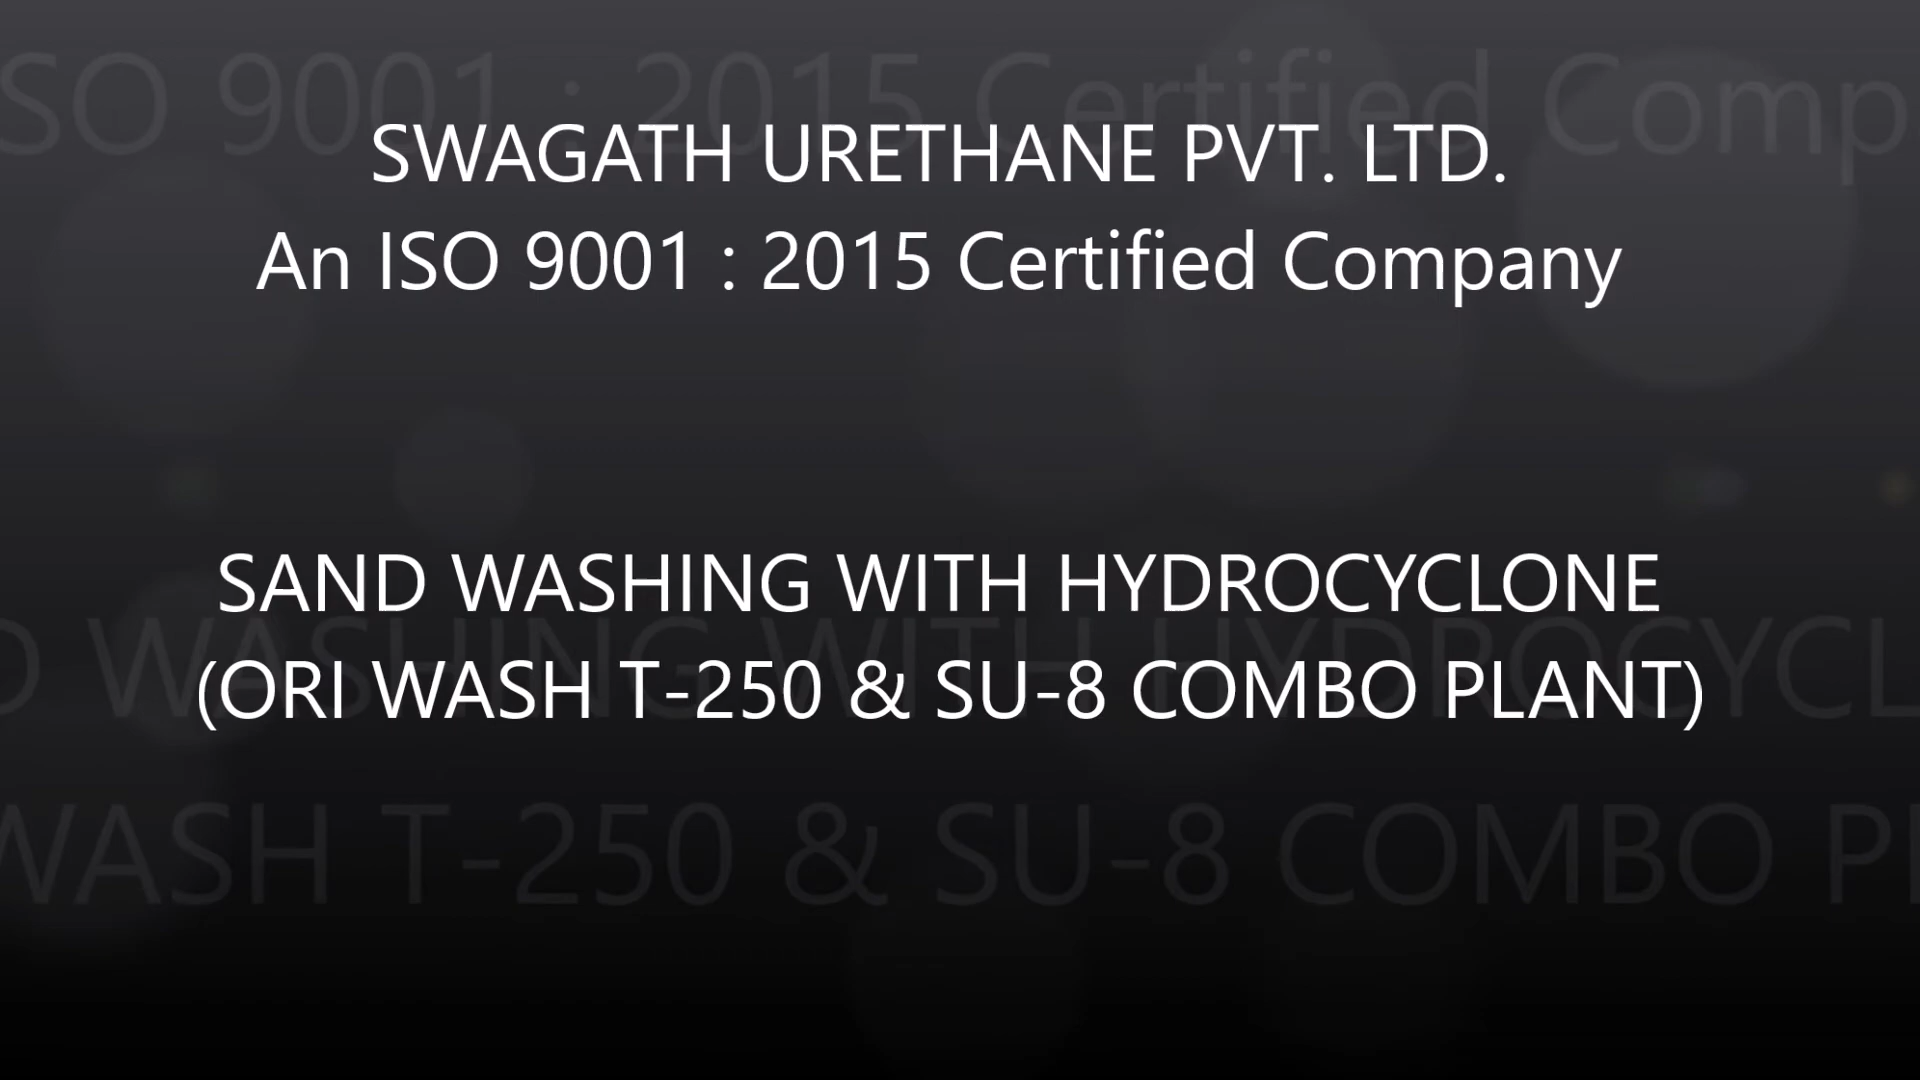 SWAGATH URETHANE PVT. LTD.
An ISO 9001 : 2015 Certified Company
SAND WASHING WITH HYDROCYCLONE
(ORI WASH T-250 & SU-8 COMBO PLANT)